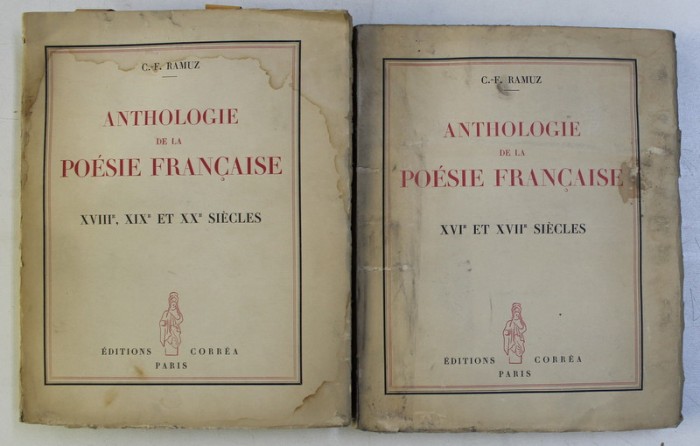 C.-F. RAMUZ
ANTHOLOGIE
DE LA
POÉSIE FRANÇAISE
XVIIIe, XIXe ET XXe SIÈCLES
ÉDITIONS CORRÊA
PARIS
C.-F. RAMUZ
ANTHOLOGIE
DE LA
POÉSIE FRANÇAISE
XVIe ET XVIIe SIÈCLES
ÉDITIONS CORRÊA
PARIS